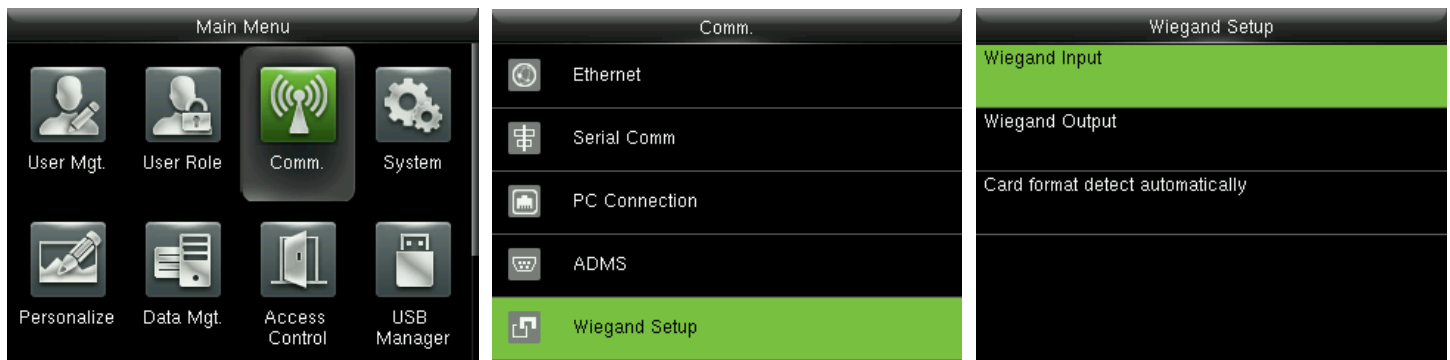 Main Menu
User Mgt.
User Role
Comm.
System
Personalize
Data Mgt.
Access
Control
USB
Manager
Comm.
Ethernet
Serial Comm
PC Connection
ADMS
Wiegand Setup
Wiegand Setup
Wiegand Input
Wiegand Output
Card format detect automatically